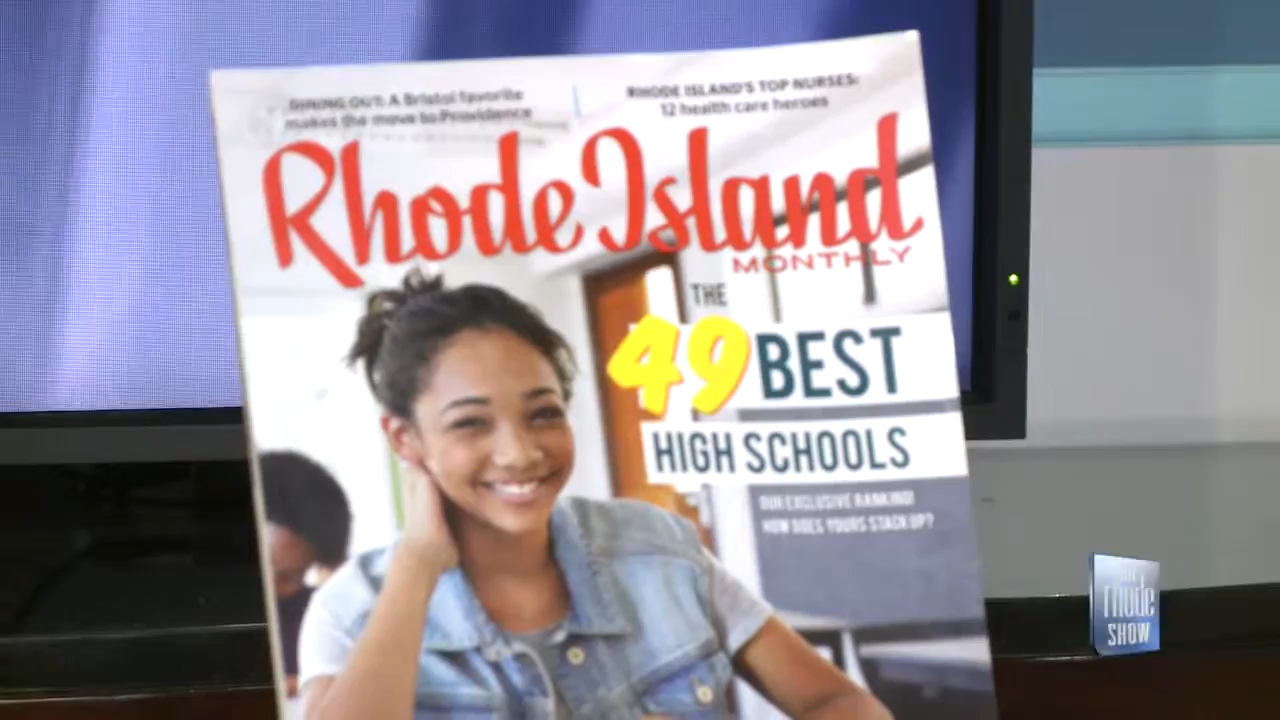 DINING OUT: A Bristol favorite
makes the move to Providence
RHODE ISLAND'S TOP NURSES:
12 health care heroes
Rhode Island
MONTHLY
THE
49 BEST
HIGH SCHOOLS
OUR EXCLUSIVE RANKING!
HOW DOES YOURS STACK UP?
the
rhode
SHOW